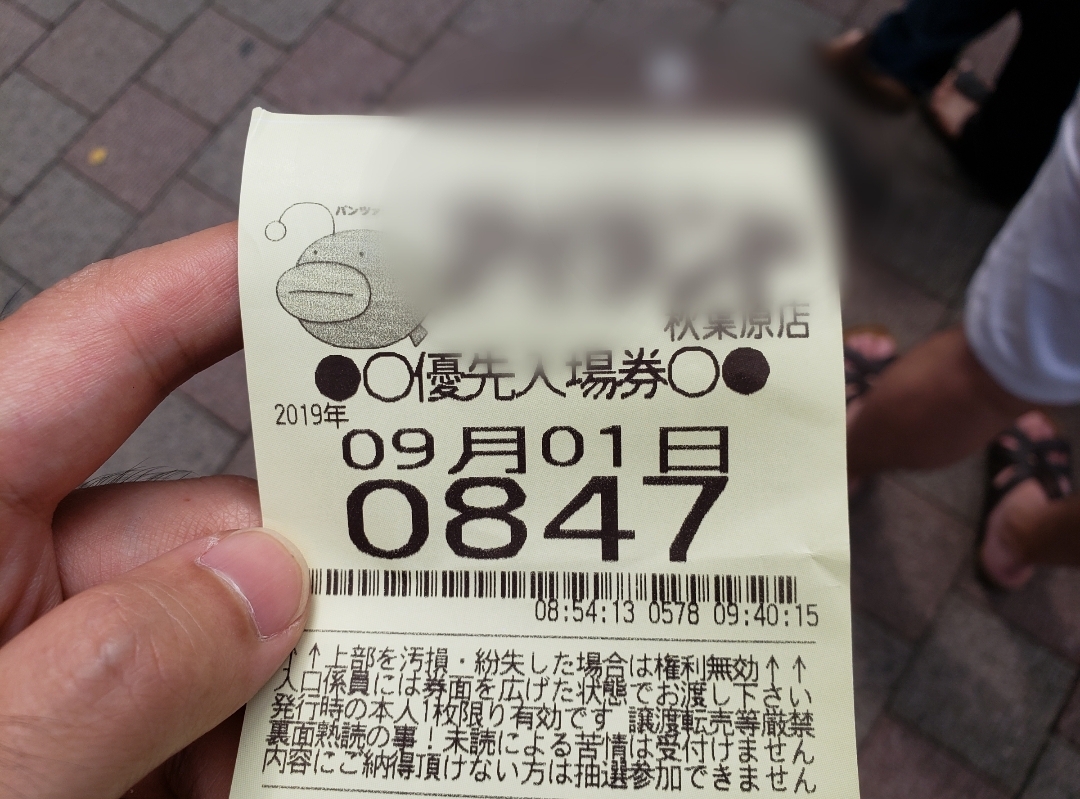 パンツッ
秋葉原店
●○優先入場券○●
2019年
09月01日
0847
08:54:13 0578 09:40:15
↑上部を汚損・紛失した場合は権利無効↑↑
入口係員には券面を広げた状態でお渡し下さい
発行時の本人1枚限り有効です 譲渡転売等厳禁
裏面熟読の事！未読による苦情は受付けません
内容にご納得頂けない方は抽選参加できません